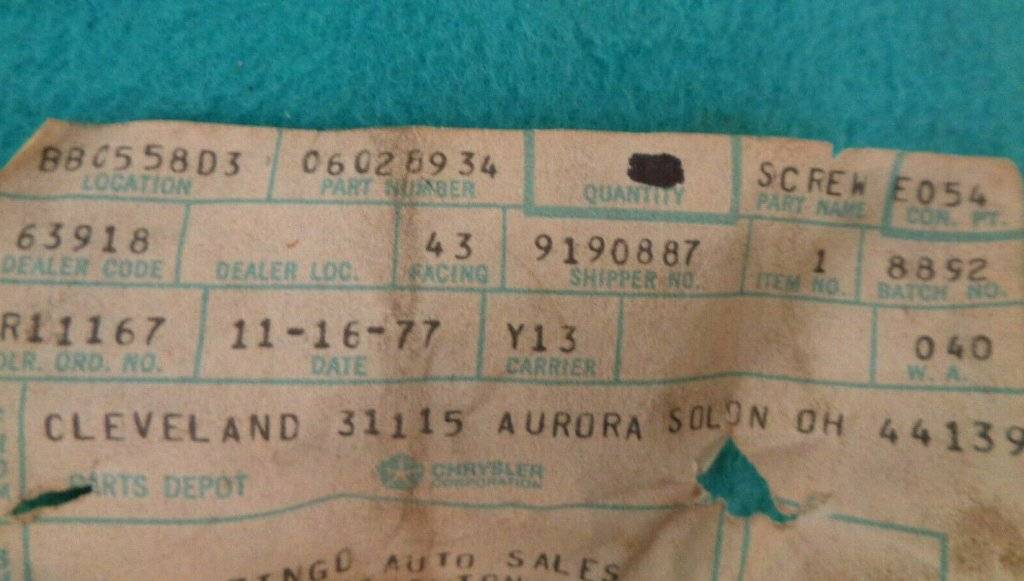 BBC558D3 06028934 SCREW E054
LOCATION PART NUMBER QUANTITY PART NAME CON. PT.
63918 43 9190887 1 8892
DEALER CODE DEALER LOC. FACING SHIPPER NO. ITEM NO. BATCH NO.
R11167 11-16-77 Y13 040
DLR. ORD. NO. DATE CARRIER W. A.
CLEVELAND 31115 AURORA SOLON OH 44139
PARTS DEPOT CHRYSLER
CORPORATION
AUTO SALES